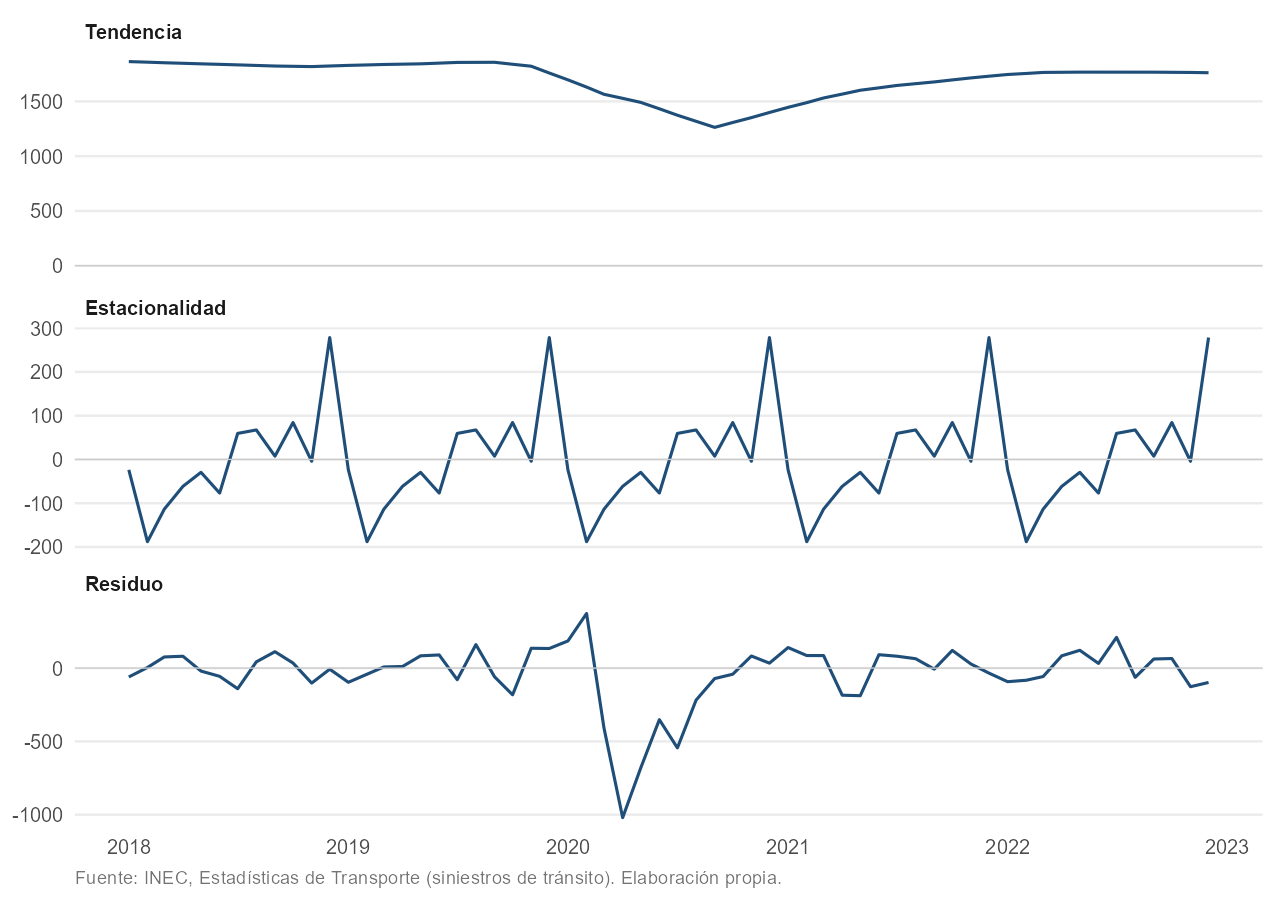 Tendencia
1500
1000
500
0
Estacionalidad
300
200
100
0
-100
-200
Residuo
0
-500
-1000
2018 2019 2020 2021 2022 2023
Fuente: INEC, Estadísticas de Transporte (siniestros de tránsito). Elaboración propia.